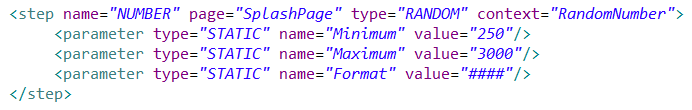 <step name="NUMBER" page="SplashPage" type="RANDOM" context="RandomNumber">
<parameter type="STATIC" name="Minimum" value="250"/>
<parameter type="STATIC" name="Maximum" value="3000"/>
<parameter type="STATIC" name="Format" value="####"/>
</step>